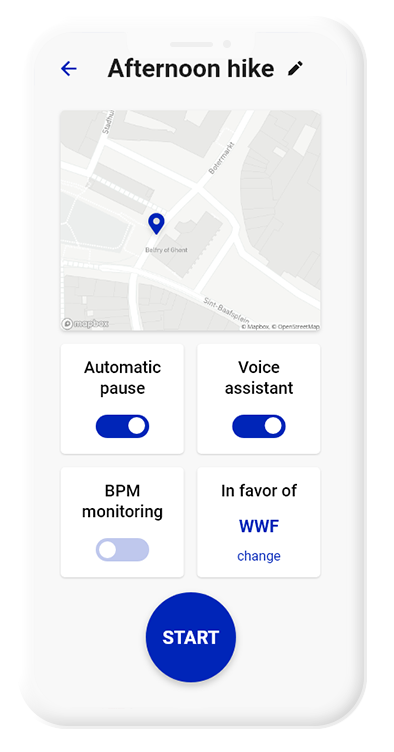 Afternoon hike
Stadhu
Botermarkt
Belfry of Ghent
Sint-Baafsplein
mapbox
© Mapbox, © OpenStreetMap
Automatic
pause
Voice
assistant
BPM
monitoring
In favor of
WWF
change
START